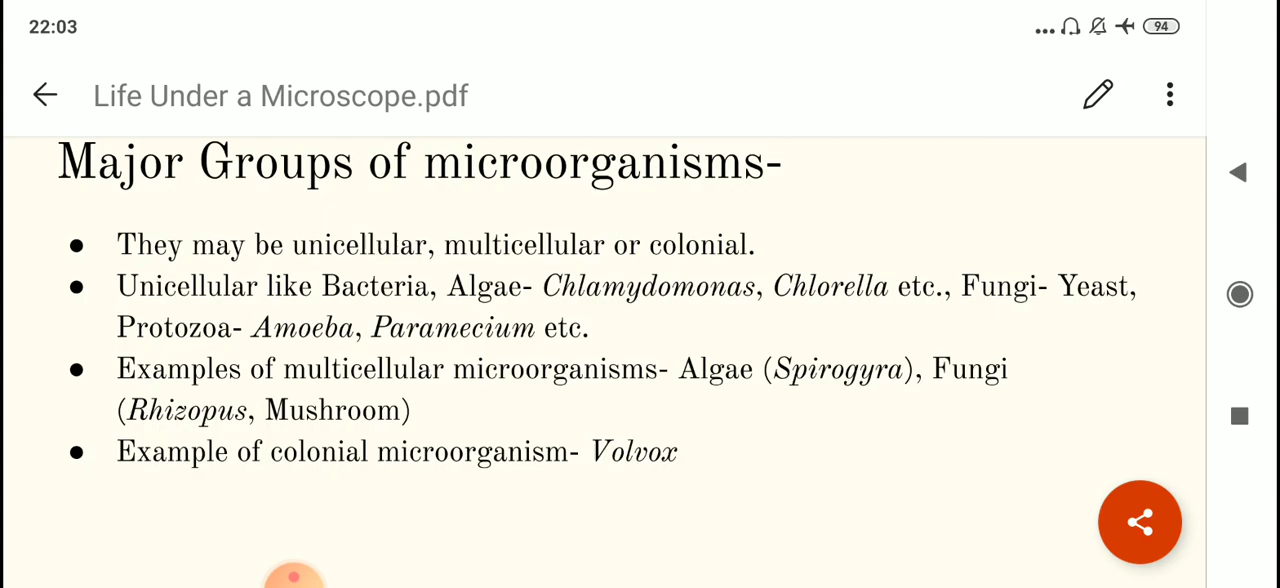 22:03
94
Life Under a Microscope.pdf
Major Groups of microorganisms-
● They may be unicellular, multicellular or colonial.
● Unicellular like Bacteria, Algae- Chlamydomonas, Chlorella etc., Fungi- Yeast,
Protozoa- Amoeba, Paramecium etc.
● Examples of multicellular microorganisms- Algae (Spirogyra), Fungi
(Rhizopus, Mushroom)
● Example of colonial microorganism- Volvox